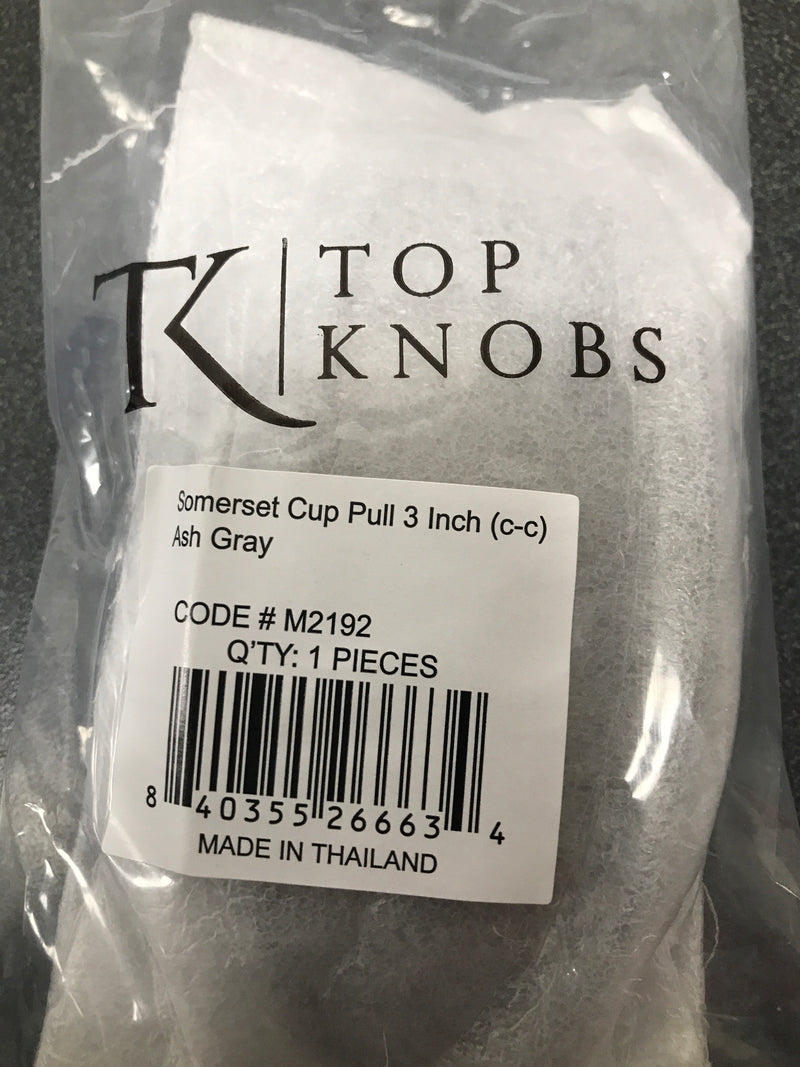 TK TOP
KNOBS
Somerset Cup Pull 3 Inch (c-c)
Ash Gray
CODE # M2192
Q'TY: 1 PIECES
8 40355 26663 4
MADE IN THAILAND